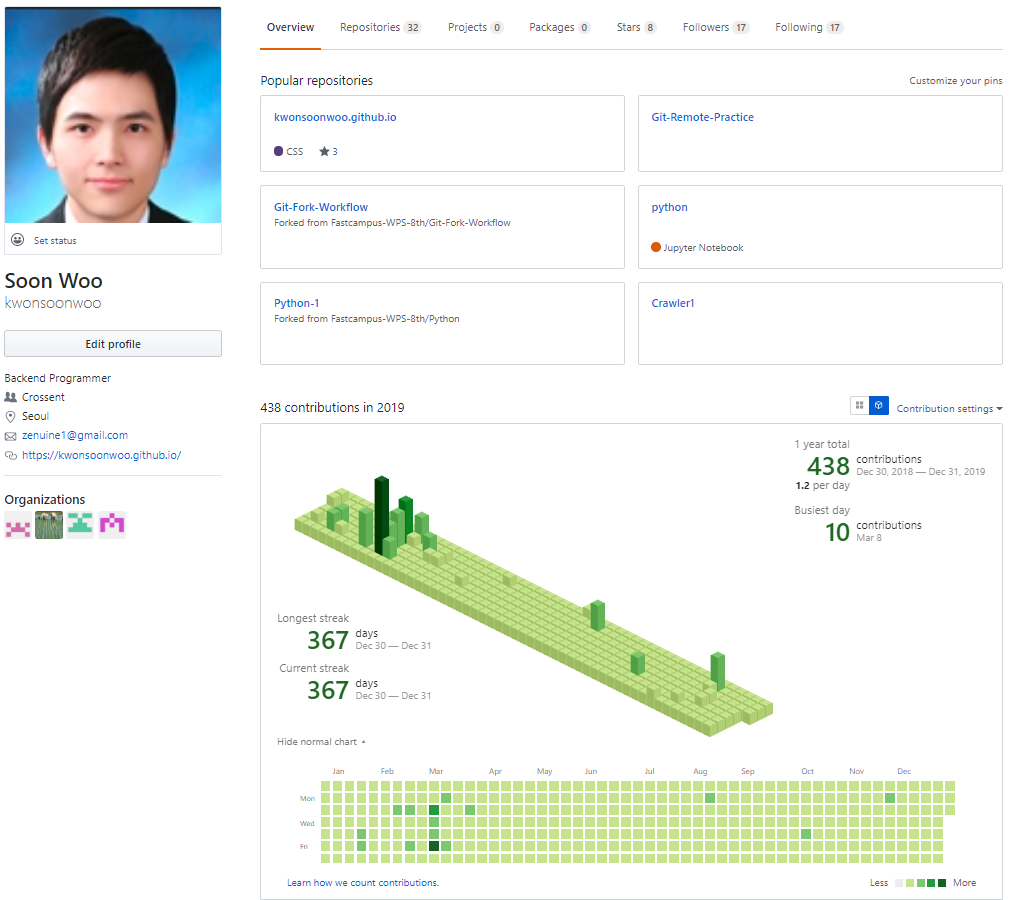 Overview Repositories 32 Projects 0 Packages 0 Stars 8 Followers 17 Following 17
Set status
Soon Woo
kwonsoonwoo
Edit profile
Backend Programmer
Crossent
Seoul
zenuine1@gmail.com
https://kwonsoonwoo.github.io/
Organizations
Popular repositories
Customize your pins
kwonsoonwoo.github.io
CSS 3
Git-Remote-Practice
Git-Fork-Workflow
Forked from Fastcampus-WPS-8th/Git-Fork-Workflow
python
Jupyter Notebook
Python-1
Forked from Fastcampus-WPS-8th/Python
Crawler1
438 contributions in 2019
Contribution settings
1 year total
438 contributions
Dec 30, 2018 — Dec 31, 2019
1.2 per day
Busiest day
10 contributions
Mar 8
Longest streak
367 days
Dec 30 — Dec 31
Current streak
367 days
Dec 30 — Dec 31
Hide normal chart
Jan Feb Mar Apr May Jun Jul Aug Sep Oct Nov Dec
Mon
Wed
Fri
Learn how we count contributions.
Less More